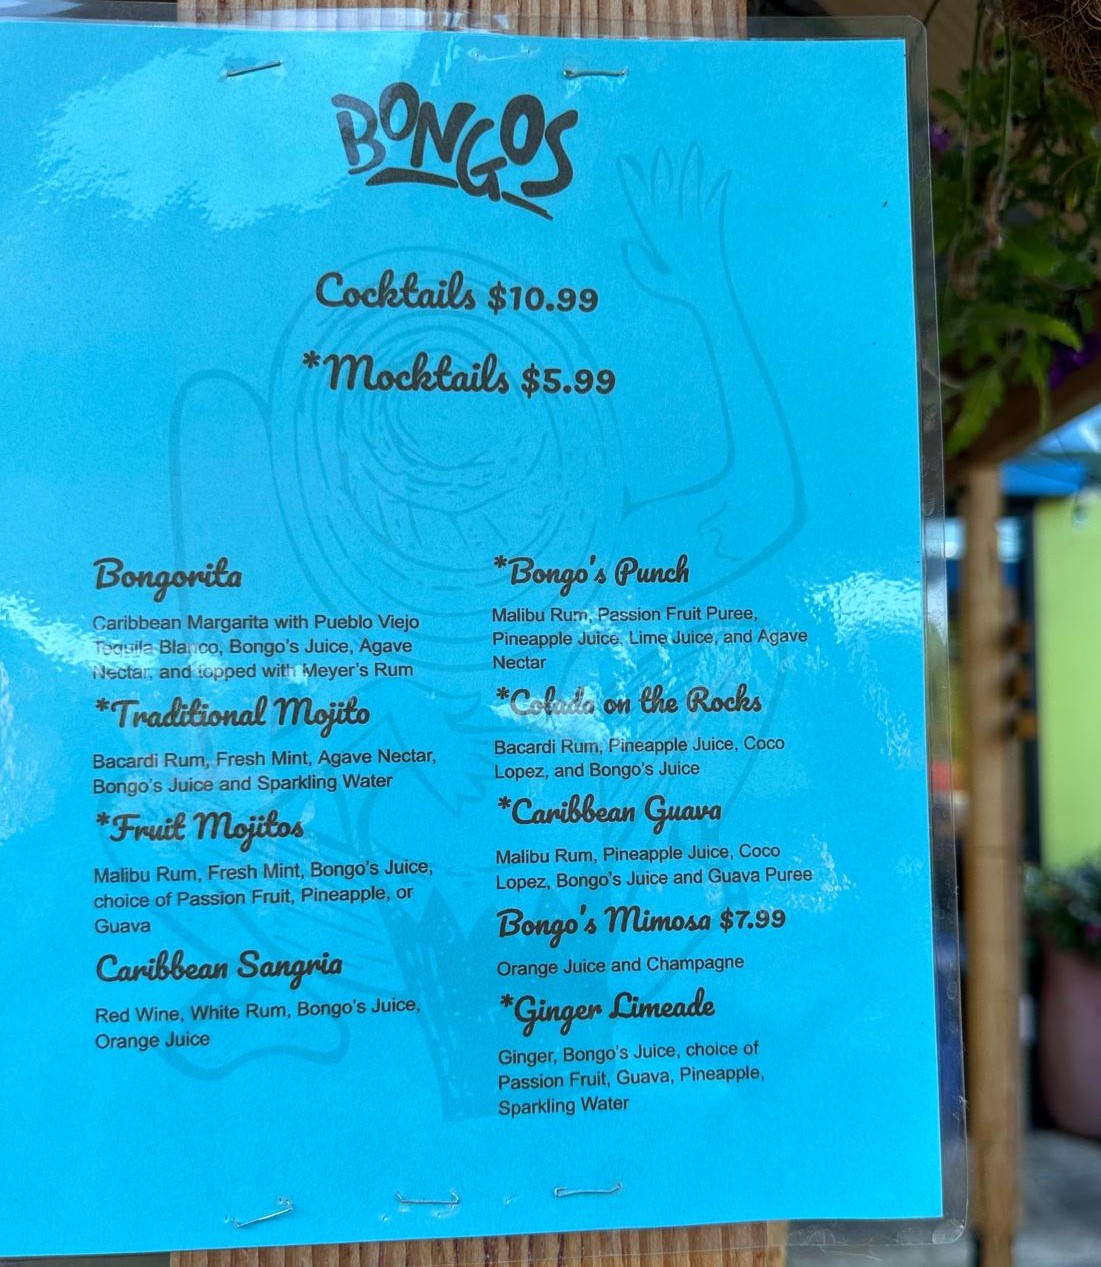 BONGOS
Cocktails $10.99
*Mocktails $5.99
Bongorita
Caribbean Margarita with Pueblo Viejo
Tequila Blanco, Bongo's Juice, Agave
Nectar, and topped with Meyer's Rum
*Traditional Mojito
Bacardi Rum, Fresh Mint, Agave Nectar,
Bongo's Juice and Sparkling Water
*Fruit Mojitos
Malibu Rum, Fresh Mint, Bongo's Juice,
choice of Passion Fruit, Pineapple, or
Guava
Caribbean Sangria
Red Wine, White Rum, Bongo's Juice,
Orange Juice
*Bongo's Punch
Malibu Rum, Passion Fruit Puree,
Pineapple Juice, Lime Juice, and Agave
Nectar
*Colada on the Rocks
Bacardi Rum, Pineapple Juice, Coco
Lopez, and Bongo's Juice
*Caribbean Guava
Malibu Rum, Pineapple Juice, Coco
Lopez, Bongo's Juice and Guava Puree
Bongo's Mimosa $7.99
Orange Juice and Champagne
*Ginger Limeade
Ginger, Bongo's Juice, choice of
Passion Fruit, Guava, Pineapple,
Sparkling Water